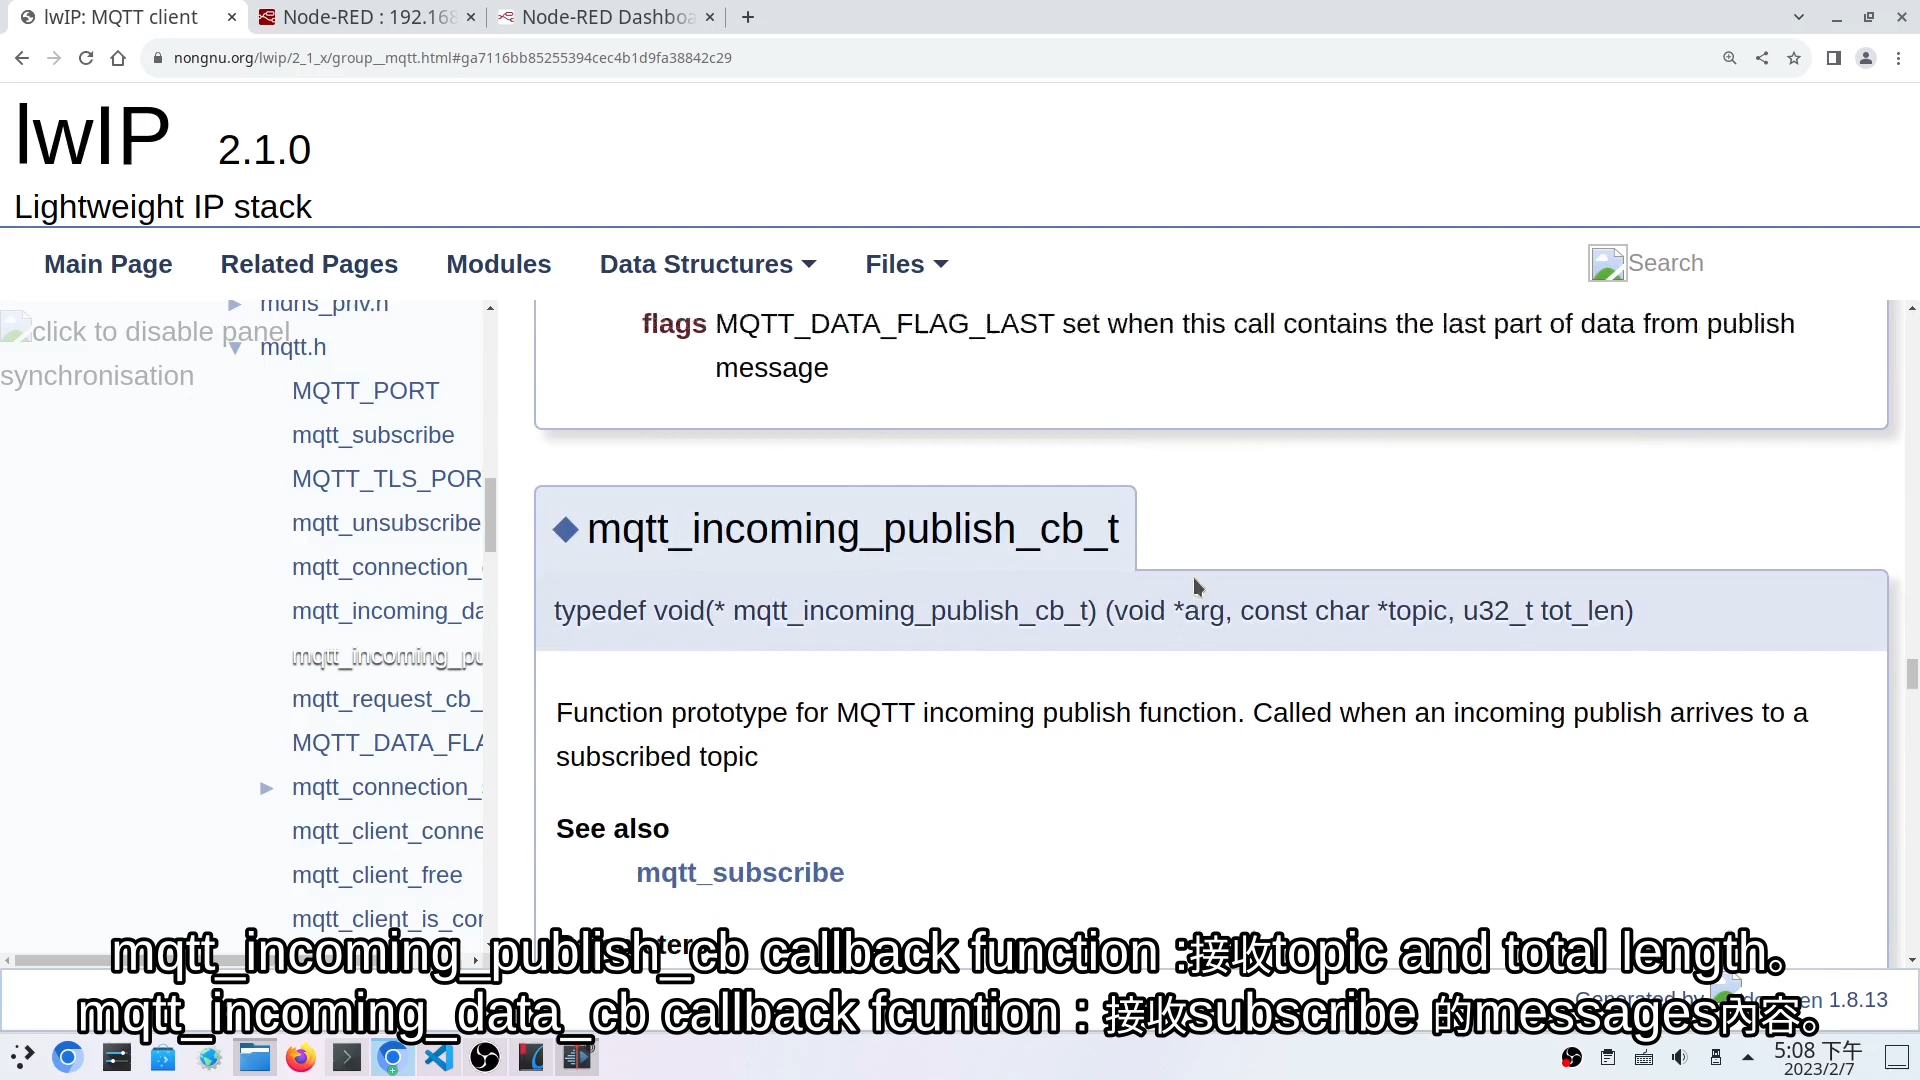 lwIP: MQTT client
Node-RED : 192.168
Node-RED Dashboa
nongnu.org/lwip/2_1_x/group__mqtt.html#ga7116bb85255394cec4b1d9fa38842c29
lwIP 2.1.0
Lightweight IP stack
Main Page
Related Pages
Modules
Data Structures
Files
Search
click to disable panel
synchronisation
mdns_priv.h
mqtt.h
MQTT_PORT
mqtt_subscribe
MQTT_TLS_POR
mqtt_unsubscribe
mqtt_connection_
mqtt_incoming_da
mqtt_incoming_pu
mqtt_request_cb_
MQTT_DATA_FLA
mqtt_connection_
mqtt_client_conne
mqtt_client_free
mqtt_client_is_con
flags MQTT_DATA_FLAG_LAST set when this call contains the last part of data from publish
message
mqtt_incoming_publish_cb_t
typedef void(* mqtt_incoming_publish_cb_t) (void *arg, const char *topic, u32_t tot_len)
Function prototype for MQTT incoming publish function. Called when an incoming publish arrives to a
subscribed topic
See also
mqtt_subscribe
mqtt_incoming_publish_cb callback function :接收topic and total length。
Generated by 1.8.13
mqtt_incoming_data_cb callback fcuntion：接收subscribe 的messages內容。
5:08 下午
2023/2/7